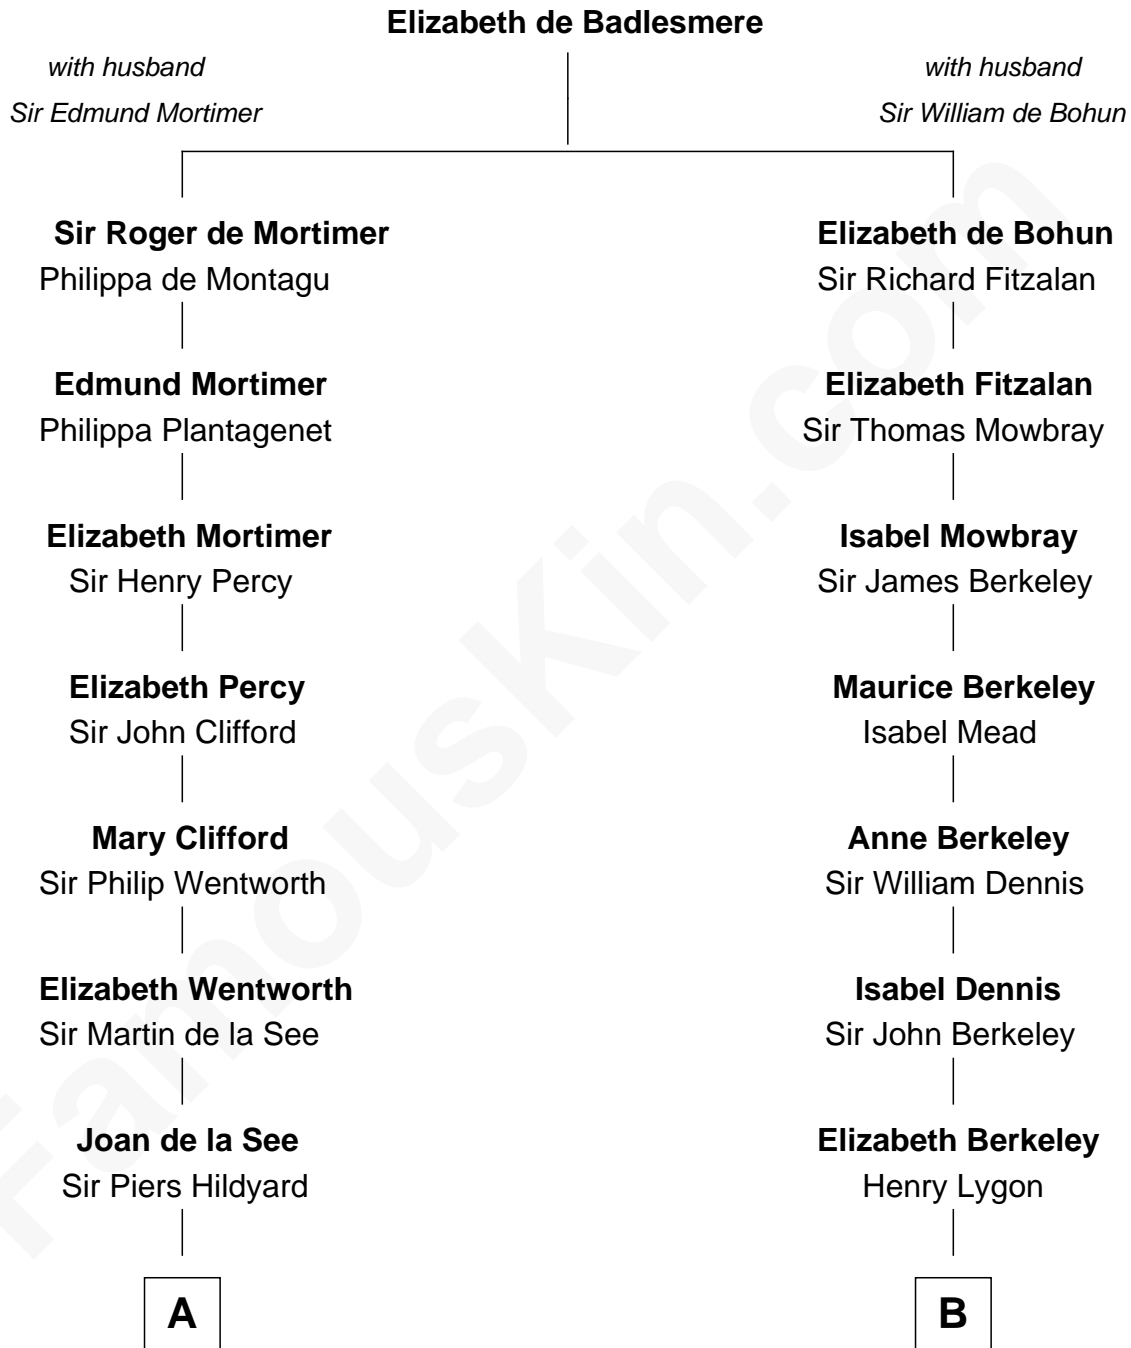 Elizabeth de Badlesmere
with husband
Sir Edmund Mortimer
with husband
Sir William de Bohun
Sir Roger de Mortimer
Philippa de Montagu
Elizabeth de Bohun
Sir Richard Fitzalan
Edmund Mortimer
Philippa Plantagenet
Elizabeth Fitzalan
Sir Thomas Mowbray
Elizabeth Mortimer
Sir Henry Percy
Isabel Mowbray
Sir James Berkeley
Elizabeth Percy
Sir John Clifford
Maurice Berkeley
Isabel Mead
Mary Clifford
Sir Philip Wentworth
Anne Berkeley
Sir William Dennis
Elizabeth Wentworth
Sir Martin de la See
Isabel Dennis
Sir John Berkeley
Joan de la See
Sir Piers Hildyard
Elizabeth Berkeley
Henry Lygon
A
B
FamousKin.com